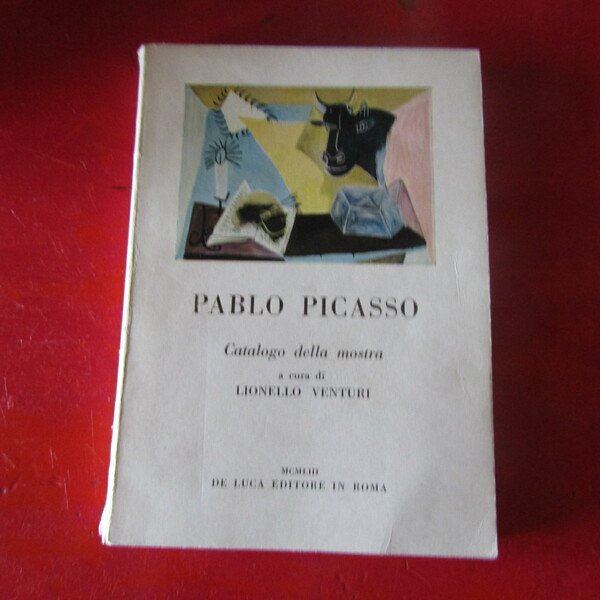 PABLO PICASSO
Catalogo della mostra
a cura di
LIONELLO VENTURI
MCMLIII
DE LUCA EDITORE IN ROMA